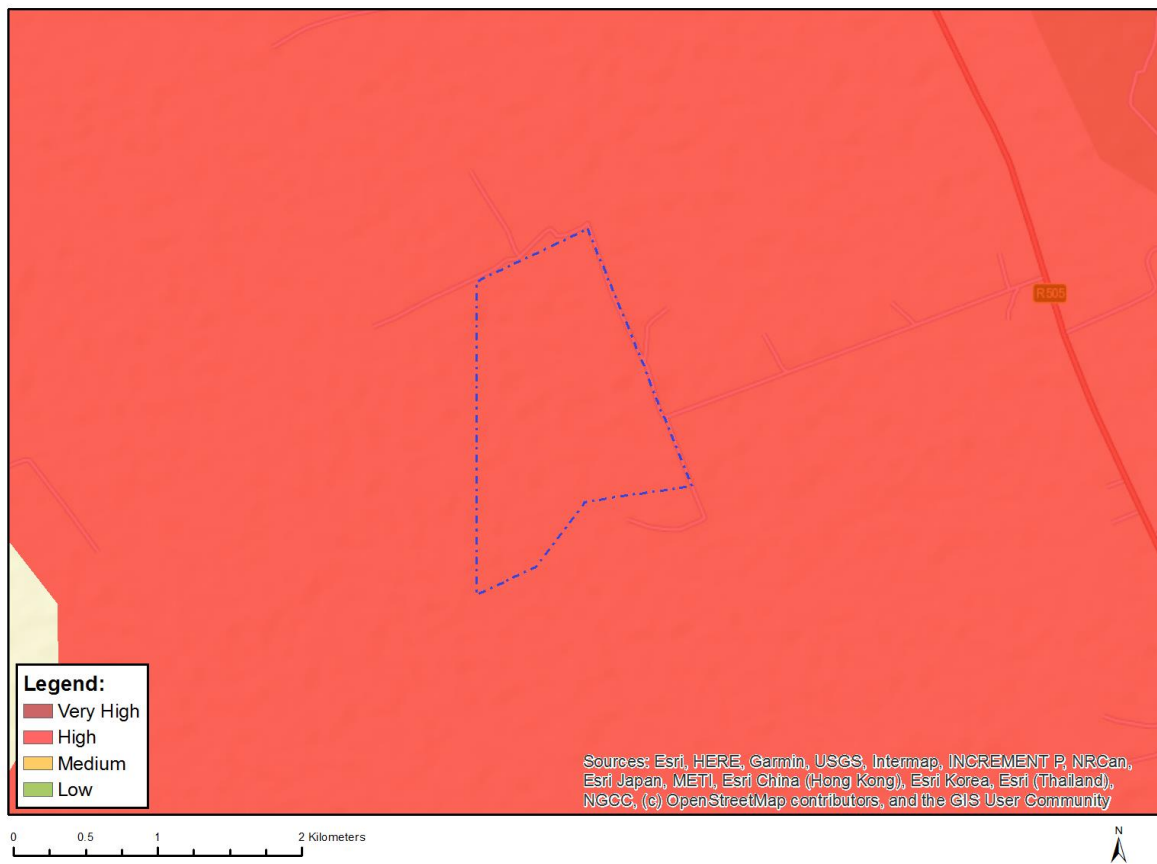 R505
Legend:
Very High
High
Medium
Low
Sources: Esri, HERE, Garmin, USGS, Intermap, INCREMENT P, NRCan,
Esri Japan, METI, Esri China (Hong Kong), Esri Korea, Esri (Thailand),
NGCC, (c) OpenStreetMap contributors, and the GIS User Community
0 0.5 1 2 Kilometers
N